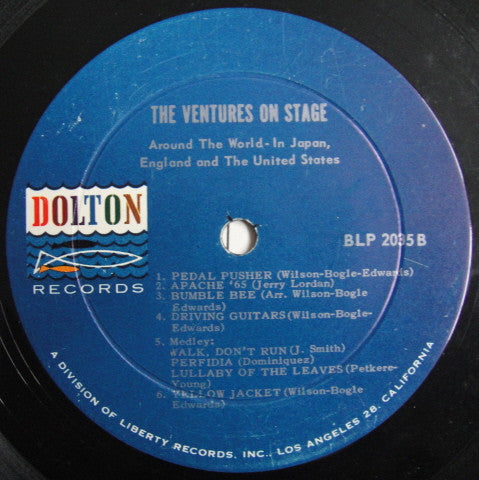 THE VENTURES ON STAGE
Around The World-In Japan,
England and The United States
DOLTON
RECORDS
BLP 2035 B
1. PEDAL PUSHER (Wilson-Bogle-Edwards)
2. APACHE '65 (Jerry Lordan)
3. BUMBLE BEE (Arr. Wilson-Bogle
Edwards)
4. DRIVING GUITARS (Wilson-Bogle-
Edwards)
5. Medley:
WALK, DON'T RUN (J. Smith)
PERFIDIA (Dominiquez)
LULLABY OF THE LEAVES (Petkere-
Young)
6. YELLOW JACKET (Wilson-Bogle
Edwards)
A DIVISION OF LIBERTY RECORDS, INC., LOS ANGELES 28, CALIFORNIA